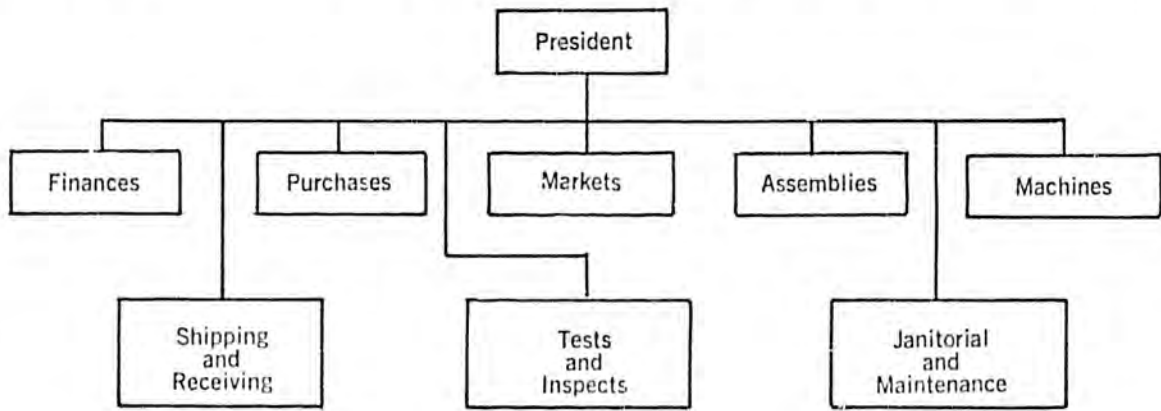 President
Finances
Purchases
Markets
Assemblies
Machines
Shipping
and
Receiving
Tests
and
Inspects
Janitorial
and
Maintenance